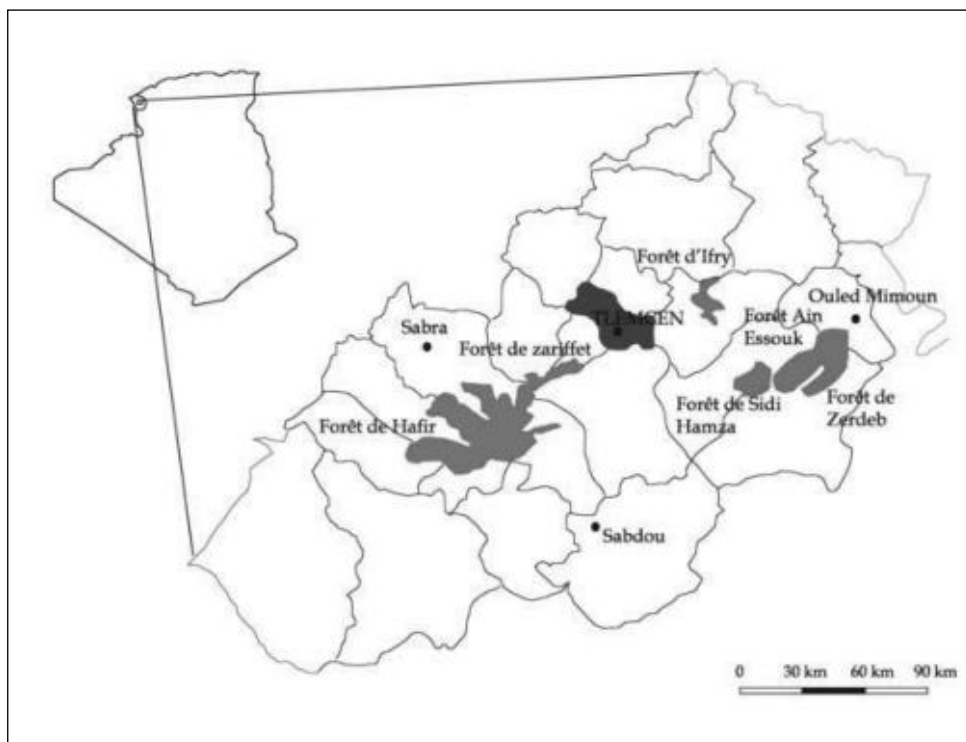 Forêt d'Ifry
Ouled Mimoun
TLEMCEN
Forêt Ain
Essouk
Sabra
Forêt de zariffet
Forêt de Sidi
Hamza
Forêt de
Zerdeb
Forêt de Hafir
Sabdou
0 30 km 60 km 90 km